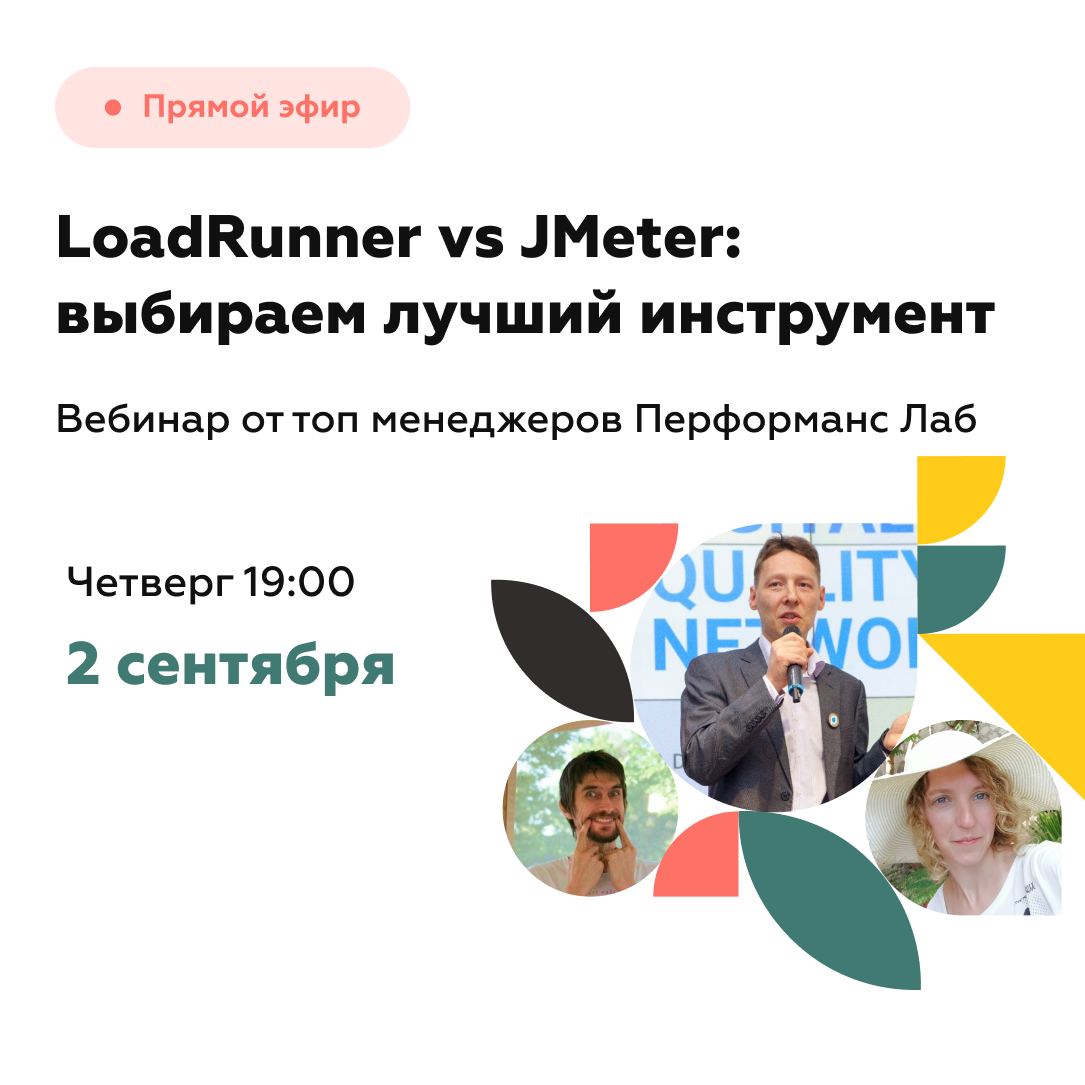 Прямой эфир
LoadRunner vs JMeter:
выбираем лучший инструмент
Вебинар от топ менеджеров Перформанс Лаб
Четверг 19:00
2 сентября
QUALITY